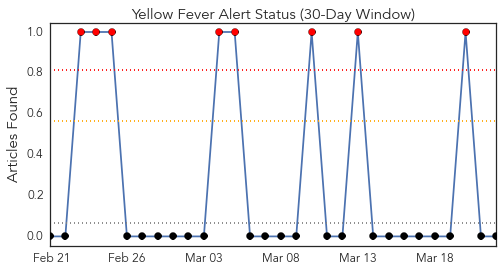 Yellow Fever Alert Status (30-Day Window)
Articles Found
1.0
0.8
0.6
0.4
0.2
0.0
Feb 21 Feb 26 Mar 03 Mar 08 Mar 13 Mar 18